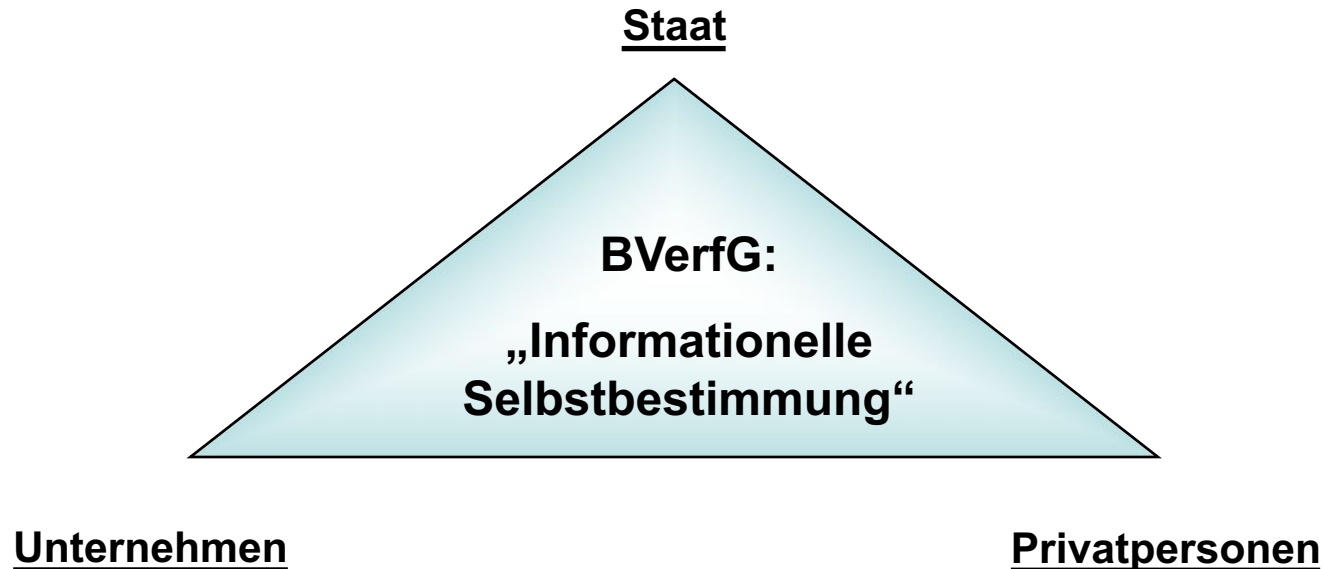 Staat
BVerfG:
„Informationelle
Selbstbestimmung“
Unternehmen
Privatpersonen